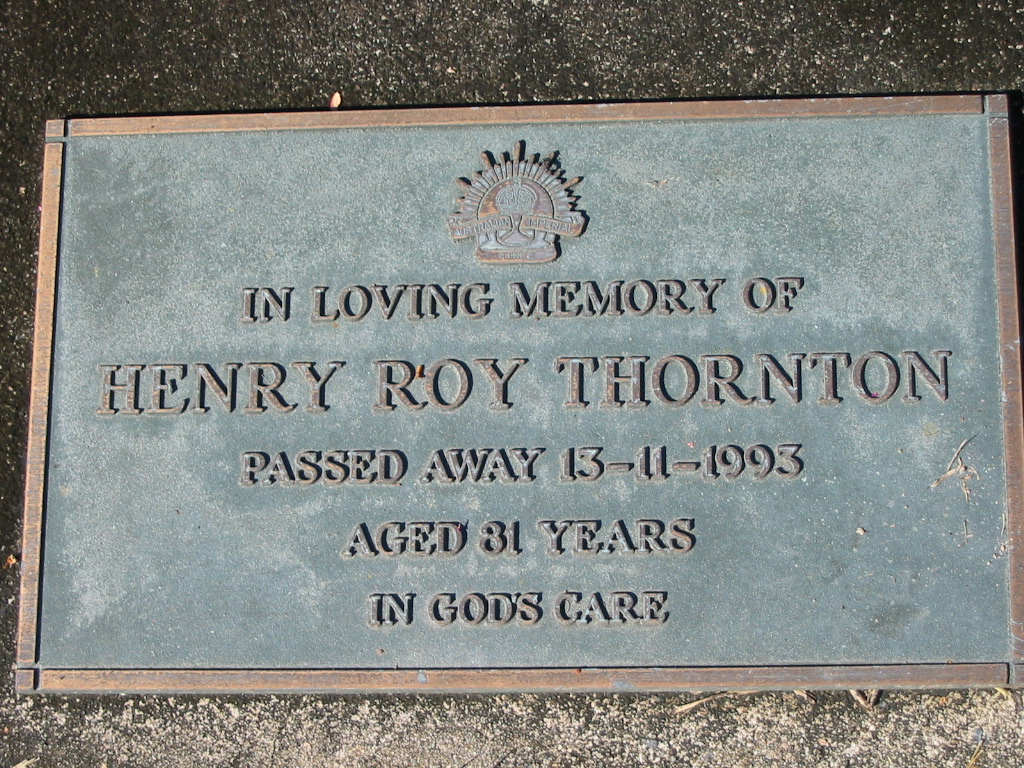 AUSTRALIAN IMPERIAL
IN LOVING MEMORY OF
HENRY ROY THORNTON
PASSED AWAY 13-11-1993
AGED 81 YEARS
IN GOD'S CARE